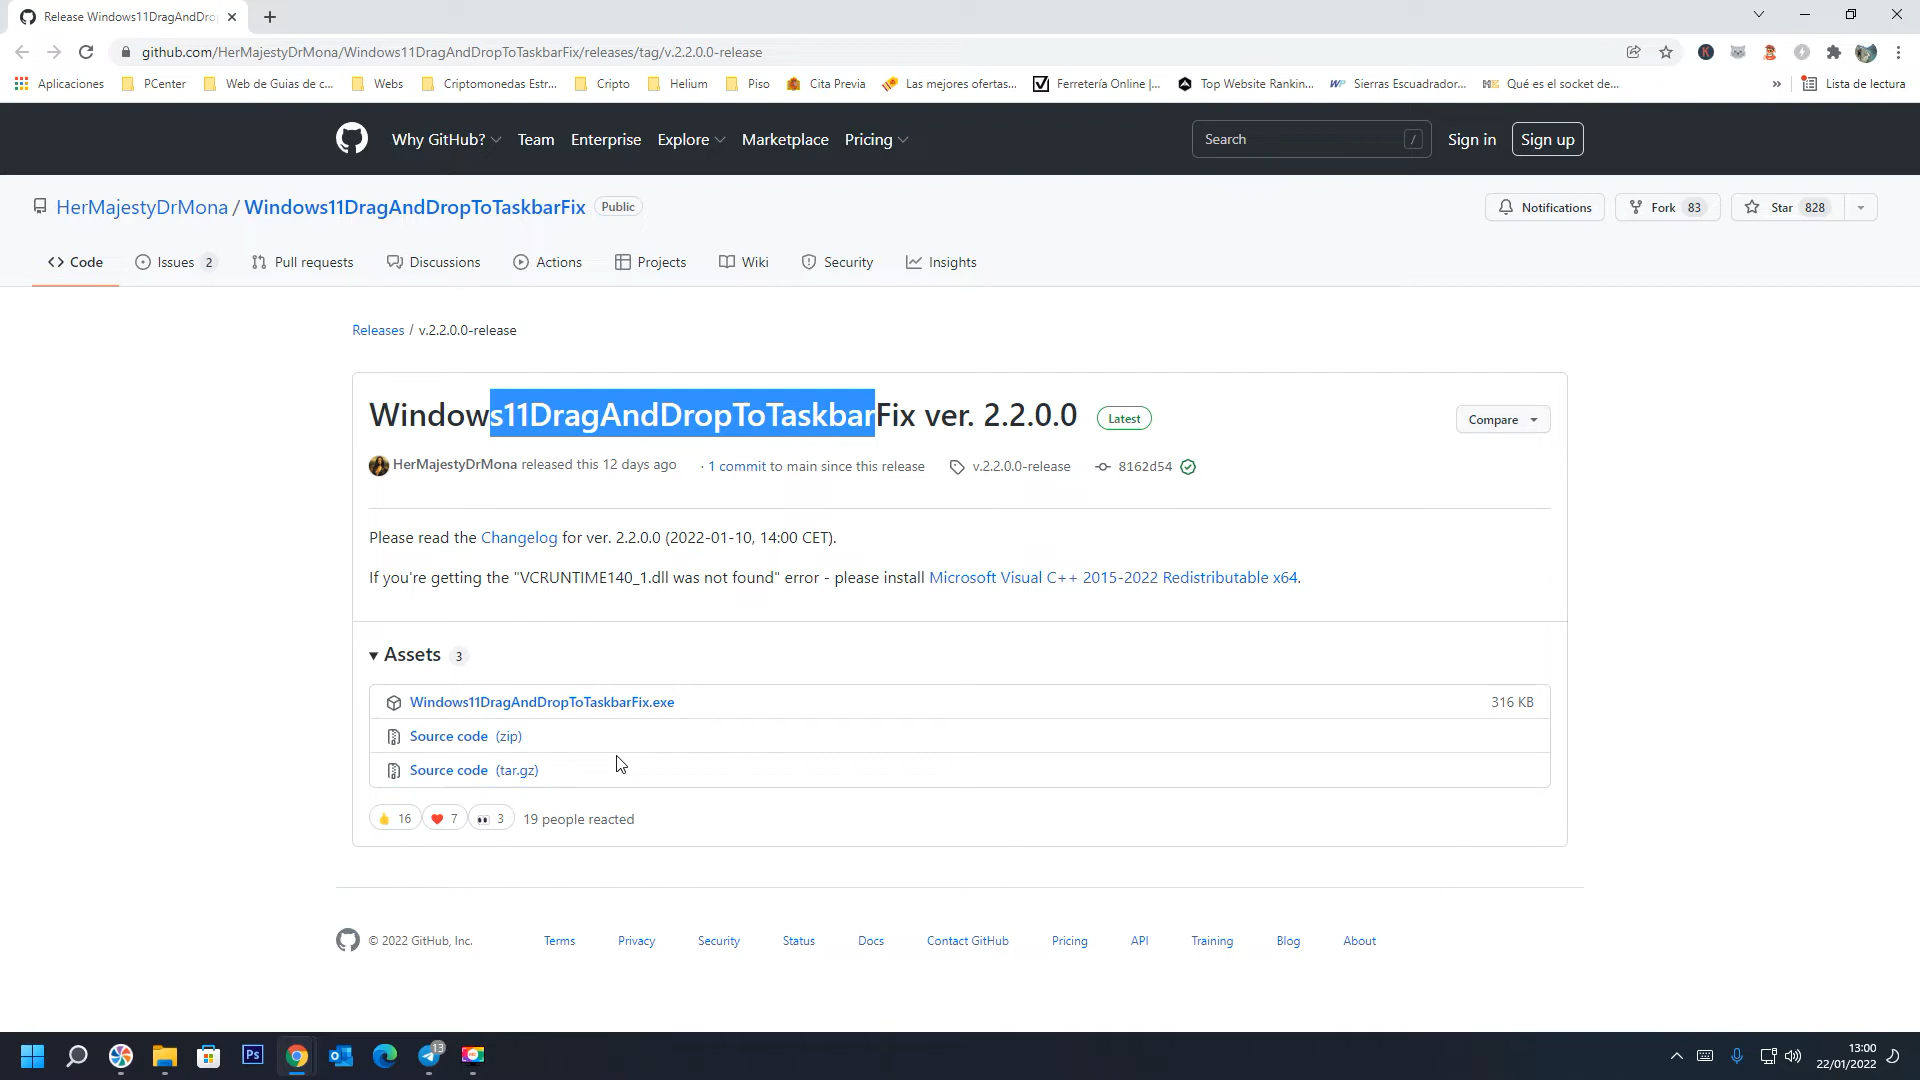 Release Windows11DragAndDro
github.com/HerMajestyDrMona/Windows11DragAndDropToTaskbarFix/releases/tag/v.2.2.0.0-release
Aplicaciones PCenter Web de Guias de c... Webs Criptomonedas Estr... Cripto Helium Piso Cita Previa Las mejores ofertas... Ferretería Online |... Top Website Rankin... Sierras Escuadrador... Qué es el socket de... » Lista de lectura
Why GitHub? Team Enterprise Explore Marketplace Pricing Search / Sign in Sign up
HerMajestyDrMona / Windows11DragAndDropToTaskbarFix Public Notifications Fork 83 Star 828
Code Issues 2 Pull requests Discussions Actions Projects Wiki Security Insights
Releases / v.2.2.0.0-release
Windows11DragAndDropToTaskbarFix ver. 2.2.0.0 Latest Compare
HerMajestyDrMona released this 12 days ago · 1 commit to main since this release v.2.2.0.0-release 8162d54
Please read the Changelog for ver. 2.2.0.0 (2022-01-10, 14:00 CET).
If you're getting the "VCRUNTIME140_1.dll was not found" error - please install Microsoft Visual C++ 2015-2022 Redistributable x64.
Assets 3
Windows11DragAndDropToTaskbarFix.exe 316 KB
Source code (zip)
Source code (tar.gz)
16 7 3 19 people reacted
© 2022 GitHub, Inc. Terms Privacy Security Status Docs Contact GitHub Pricing API Training Blog About
Ps 13 13:00
22/01/2022